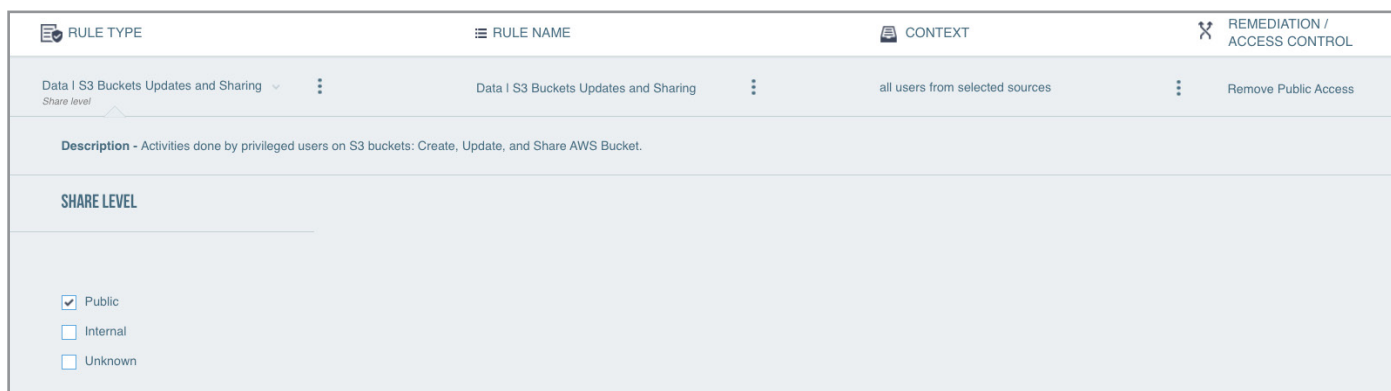 RULE TYPE
RULE NAME
CONTEXT
REMEDIATION /
ACCESS CONTROL
Data | S3 Buckets Updates and Sharing
Share level
Data | S3 Buckets Updates and Sharing
all users from selected sources
Remove Public Access
Description - Activities done by privileged users on S3 buckets: Create, Update, and Share AWS Bucket.
SHARE LEVEL
Public
Internal
Unknown